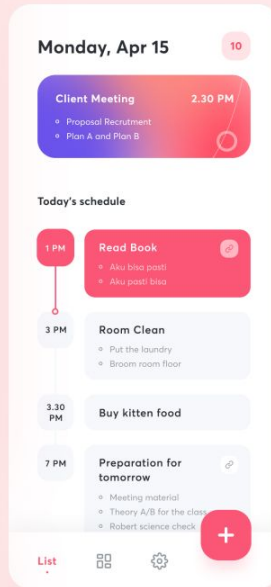 Monday, Apr 15
10
Client Meeting
2.30 PM
Proposal Recrutment
Plan A and Plan B
Today's schedule
1 PM
Read Book
Aku bisa pasti
Aku pasti bisa
3 PM
Room Clean
Put the laundry
Broom room floor
3.30
PM
Buy kitten food
7 PM
Preparation for
tomorrow
Meeting material
Theory A/B for the class
Robert science check
List